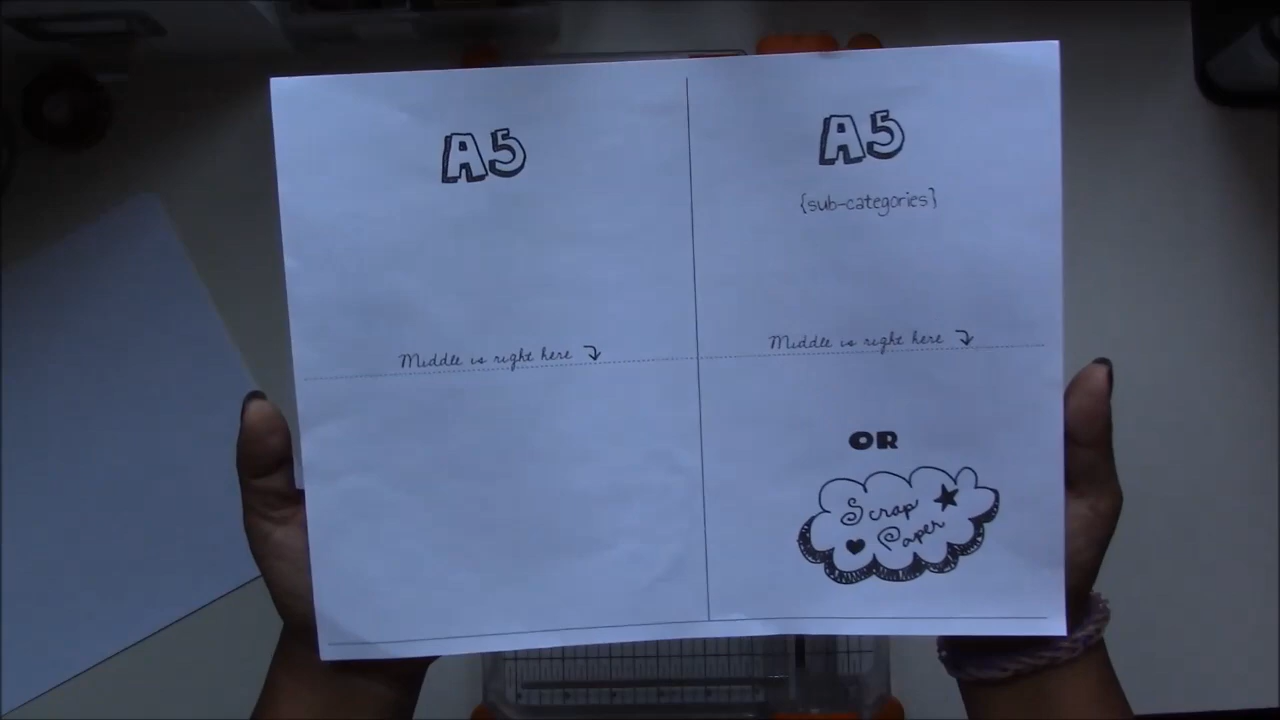 A5
Middle is right here
A5
{sub-categories}
Middle is right here
OR
Scrap
Paper